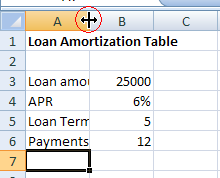 A B C
1 Loan Amortization Table
2
3 Loan amou 25000
4 APR 6%
5 Loan Term 5
6 Payments 12
7